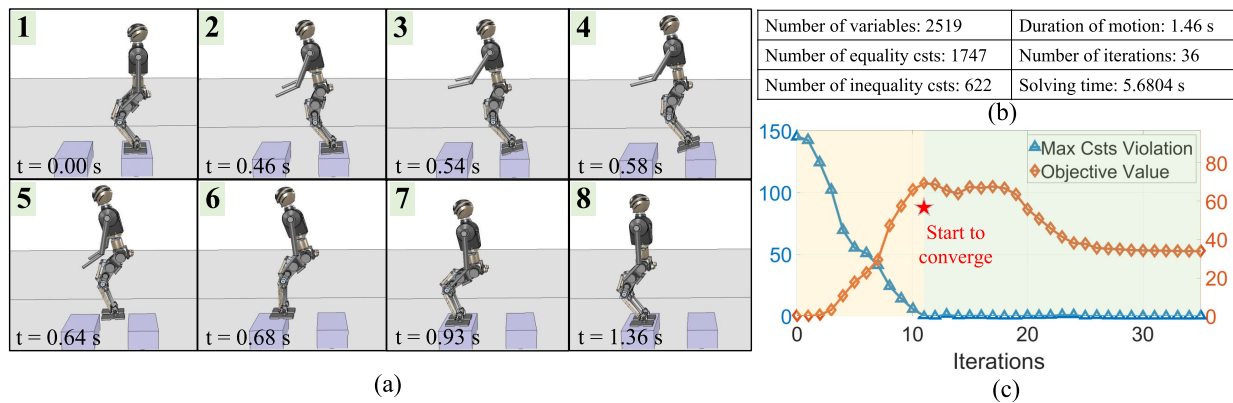 1
2
3
4
t = 0.00 s
t = 0.46 s
t = 0.54 s
t = 0.58 s
5
6
7
8
t = 0.64 s
t = 0.68 s
t = 0.93 s
t = 1.36 s
(a)
Number of variables: 2519
Duration of motion: 1.46 s
Number of equality csts: 1747
Number of iterations: 36
Number of inequality csts: 622
Solving time: 5.6804 s
(b)
150
100
50
0
Max Csts Violation
Objective Value
Start to
converge
80
60
40
20
0
0
10
20
30
Iterations
(c)